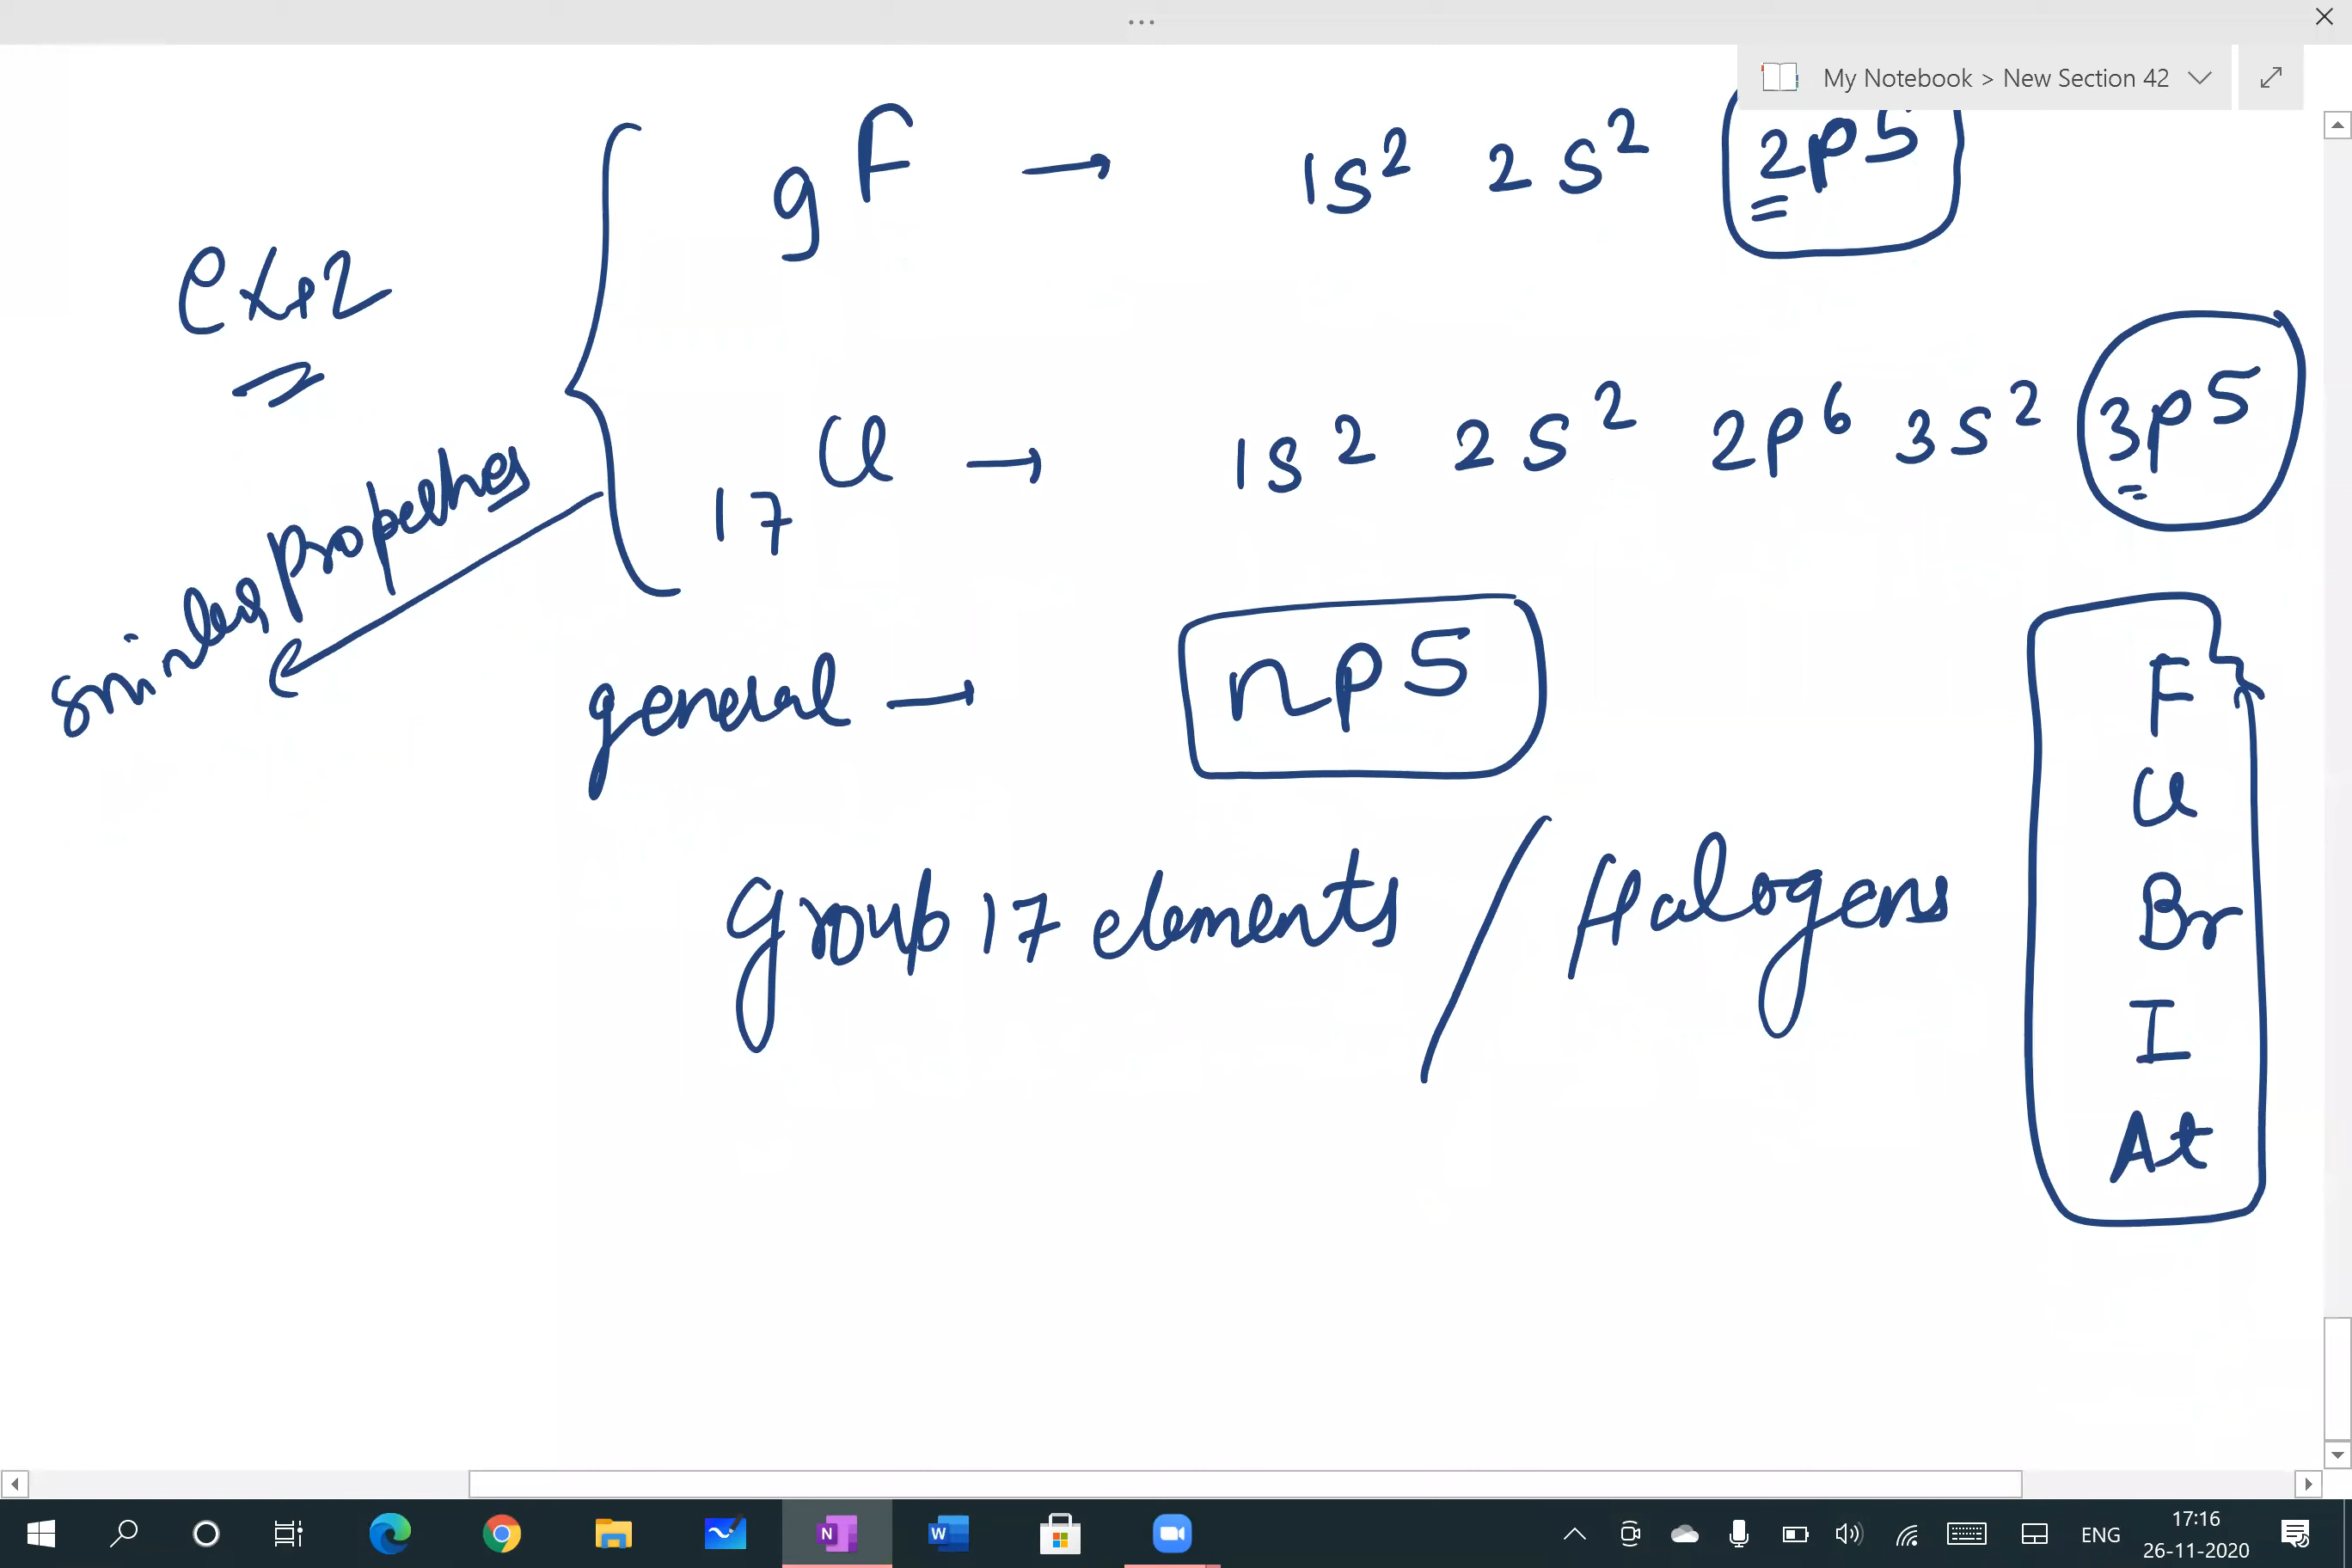 ...
My Notebook > New Section 42
9F → 1s² 2s² 2p⁵
ex.2
17Cl → 1s² 2s² 2p⁶ 3s² 3p⁵
similar properties
general → np⁵
F
Cl
Br
I
At
Group 17 elements / Halogens
N
W
ENG
17:16
26-11-2020